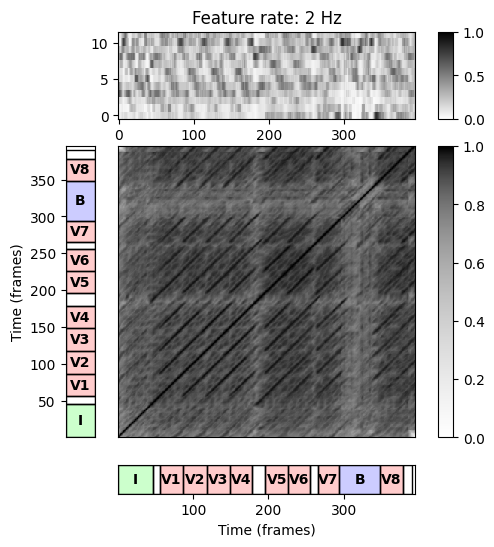 Feature rate: 2 Hz
10
5
0
0 100 200 300
1.0
0.5
0.0
Time (frames)
350
300
250
200
150
100
50
V8
B
V7
V6
V5
V4
V3
V2
V1
I
1.0
0.8
0.6
0.4
0.2
0.0
I V1 V2 V3 V4 V5 V6 V7 B V8
100 200 300
Time (frames)